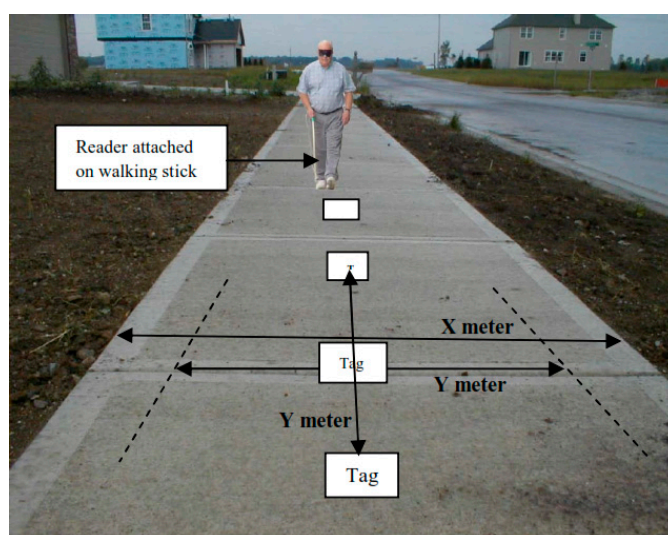 Reader attached
on walking stick
X meter
Tag
Y meter
Y meter
Tag